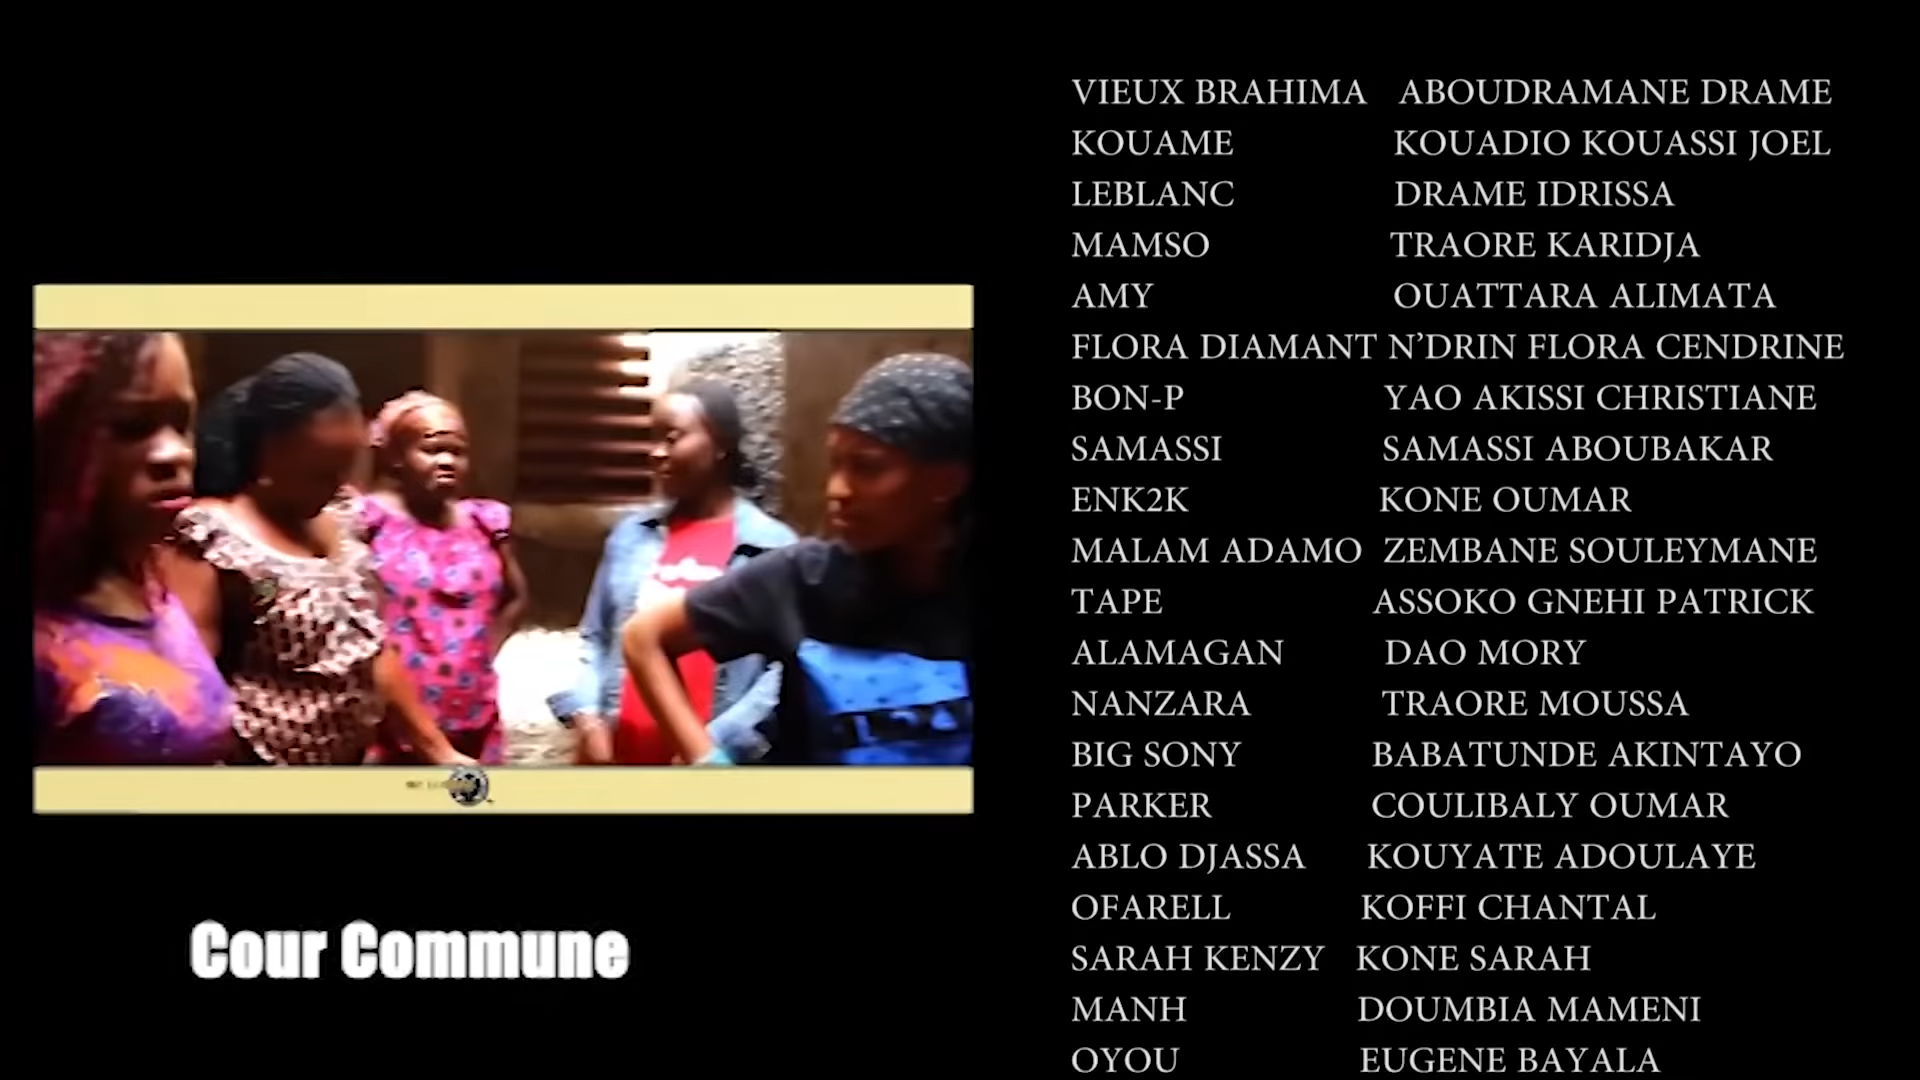 VIEUX BRAHIMA ABOUDRAMANE DRAME
KOUAME KOUADIO KOUASSI JOEL
LEBLANC DRAME IDRISSA
MAMSO TRAORE KARIDJA
AMY OUATTARA ALIMATA
FLORA DIAMANT N’DRIN FLORA CENDRINE
BON-P YAO AKISSI CHRISTIANE
SAMASSI SAMASSI ABOUBAKAR
ENK2K KONE OUMAR
MALAM ADAMO ZEMBANE SOULEYMANE
TAPE ASSOKO GNEHI PATRICK
ALAMAGAN DAO MORY
NANZARA TRAORE MOUSSA
BIG SONY BABATUNDE AKINTAYO
PARKER COULIBALY OUMAR
ABLO DJASSA KOUYATE ADOULAYE
OFARELL KOFFI CHANTAL
SARAH KENZY KONE SARAH
MANH DOUMBIA MAMENI
OYOU EUGENE BAYALA
Cour Commune